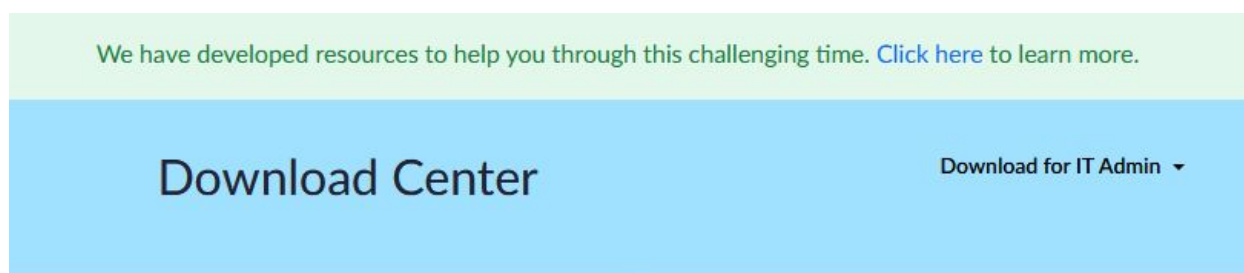 We have developed resources to help you through this challenging time. Click here to learn more.
Download Center
Download for IT Admin